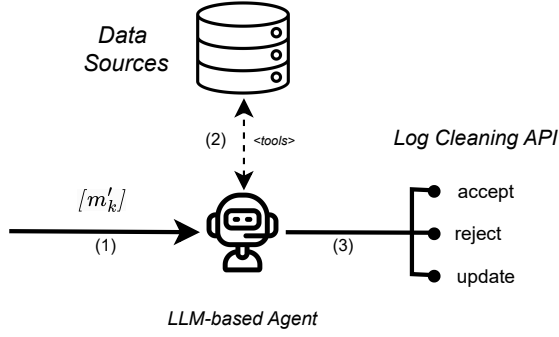 Data
Sources
(2) <tools>
Log Cleaning API
[m′k]
accept
(1)
(3)
reject
update
LLM-based Agent